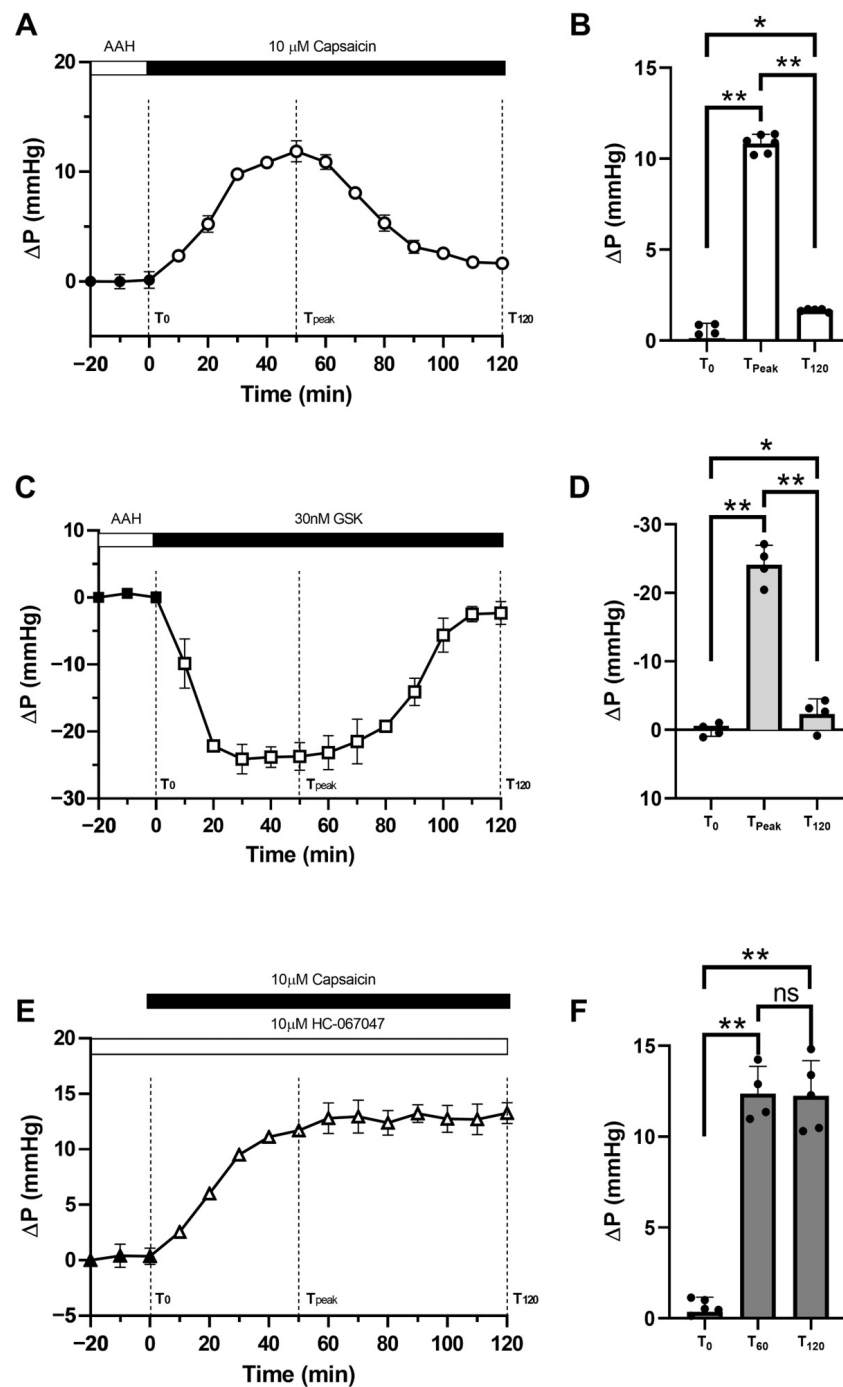 A
AAH
10 μM Capsaicin
20
10
0
ΔP (mmHg)
T0
Tpeak
T120
−20
0
20
40
60
80
100
120
Time (min)
B
*
**
**
15
10
5
0
ΔP (mmHg)
T0
TPeak
T120
C
AAH
30nM GSK
10
0
−10
−20
−30
ΔP (mmHg)
T0
Tpeak
T120
−20
0
20
40
60
80
100
120
Time (min)
D
*
**
**
-30
-20
-10
0
10
ΔP (mmHg)
T0
TPeak
T120
E
10μM Capsaicin
10μM HC-067047
20
15
10
5
0
−5
ΔP (mmHg)
T0
Tpeak
T120
−20
0
20
40
60
80
100
120
Time (min)
F
**
ns
**
15
10
5
0
ΔP (mmHg)
T0
T60
T120